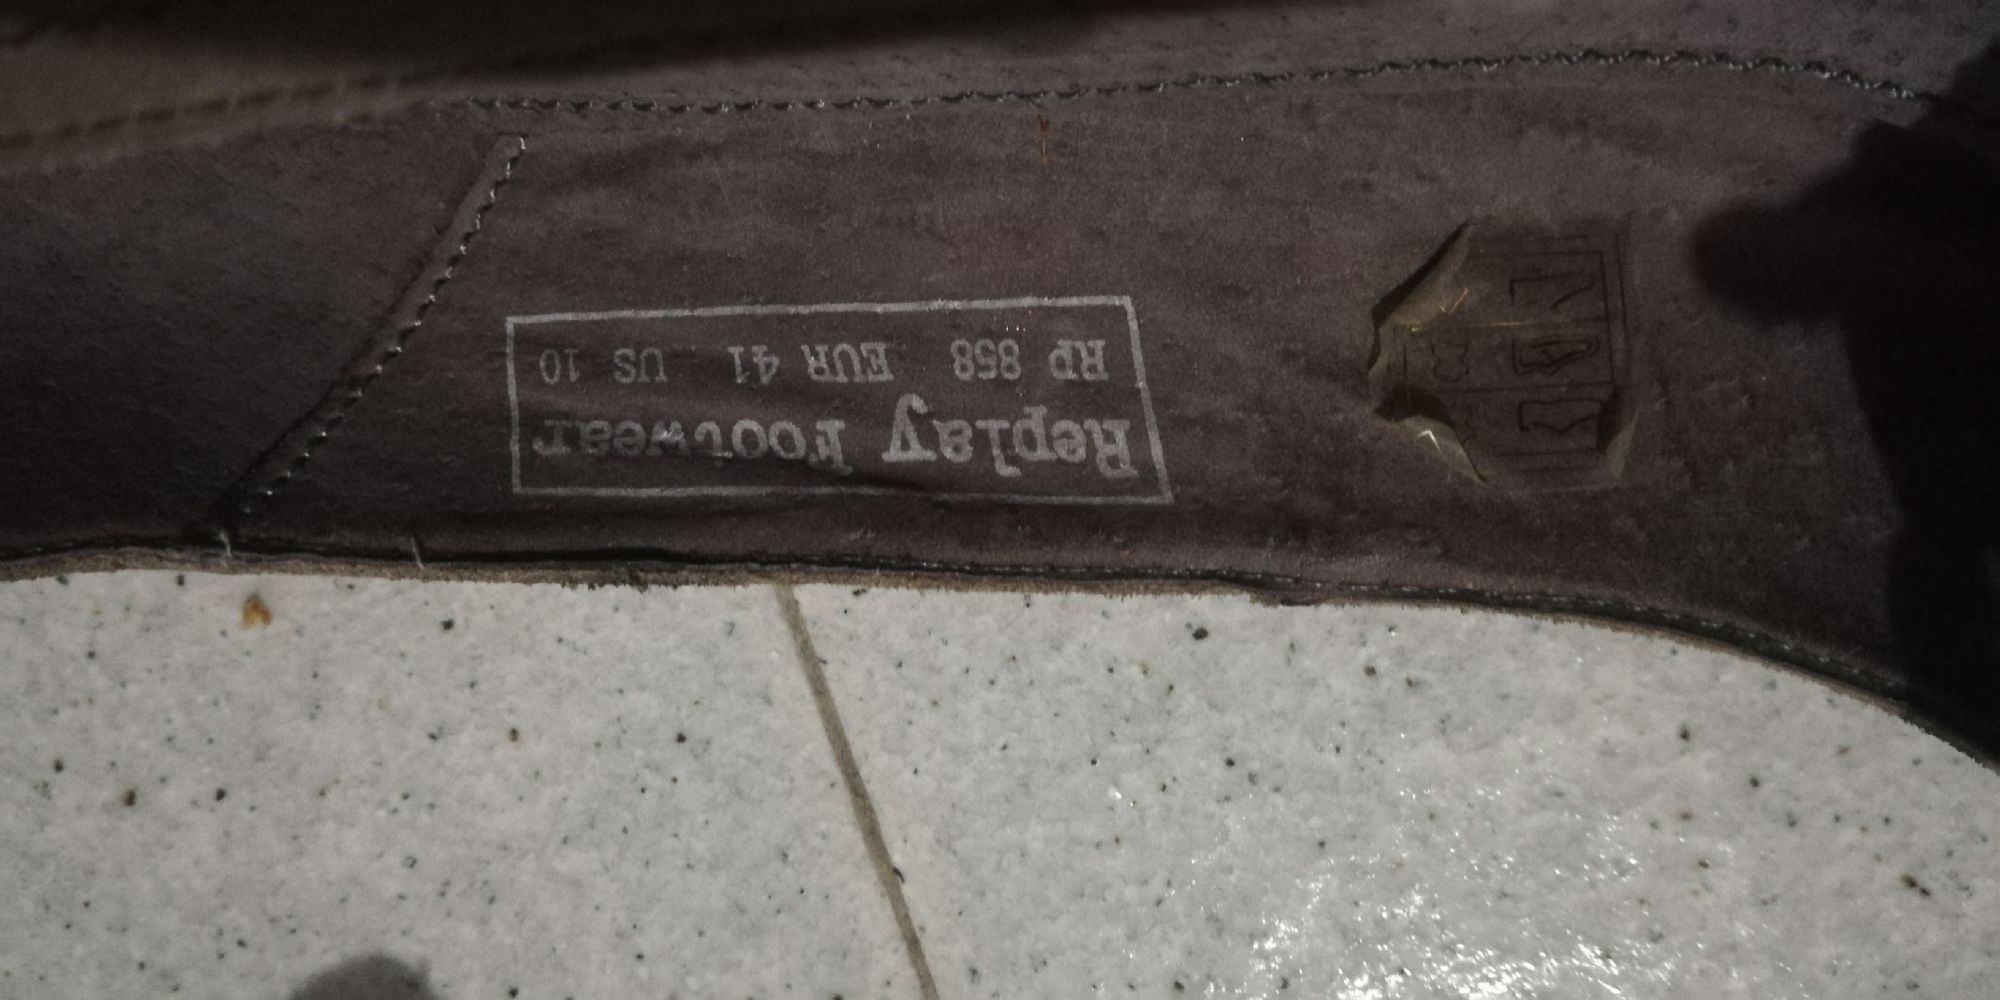 Replay Footwear
RP 858 EUR 41 US 10